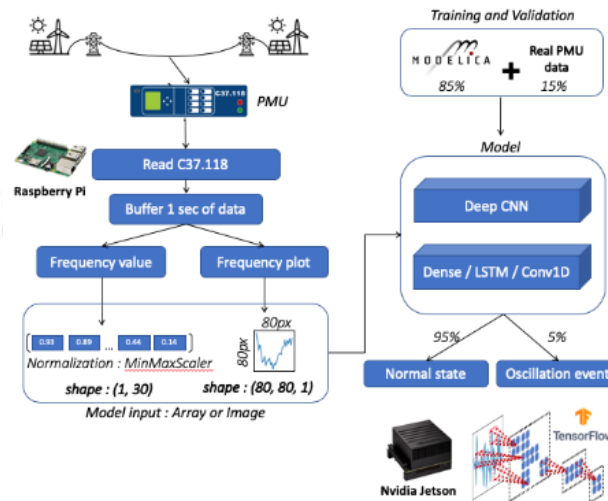 Training and Validation
MODELICA
+
Real PMU
data
85%
15%
C37.118
PMU
Read C37.118
Raspberry Pi
Buffer 1 sec of data
Frequency value
Frequency plot
0.93 0.89 ... 0.44 0.14
Normalization : MinMaxScaler
80px
80px
shape : (1, 30)
shape : (80, 80, 1)
Model input : Array or Image
Model
Deep CNN
Dense / LSTM / Conv1D
95%
5%
Normal state
Oscillation event
Nvidia Jetson
TensorFlow